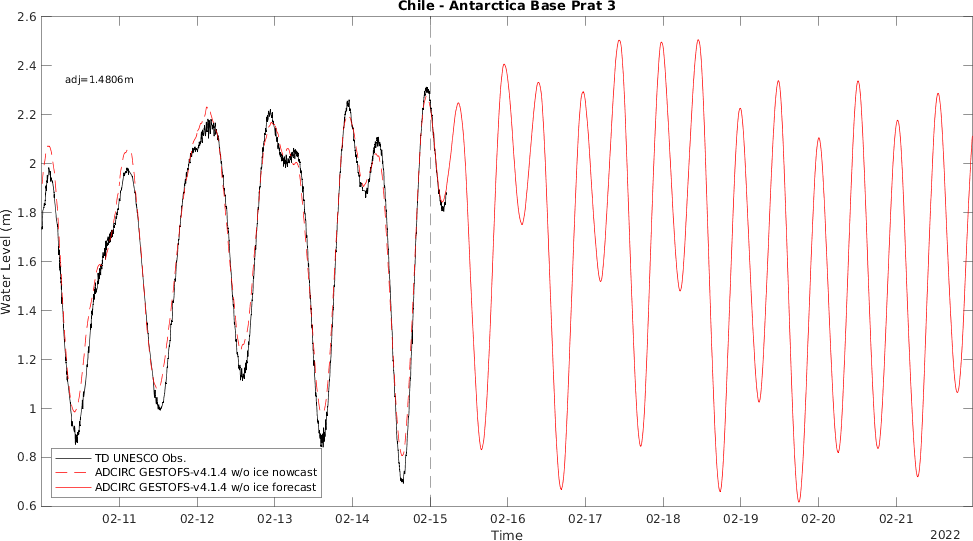 Chile - Antarctica Base Prat 3
2.6
2.4
2.2
2
1.8
1.6
1.4
1.2
1
0.8
0.6
Water Level (m)
adj=1.4806m
TD UNESCO Obs.
ADCIRC GESTOFS-v4.1.4 w/o ice nowcast
ADCIRC GESTOFS-v4.1.4 w/o ice forecast
02-11 02-12 02-13 02-14 02-15 02-16 02-17 02-18 02-19 02-20 02-21
Time
2022